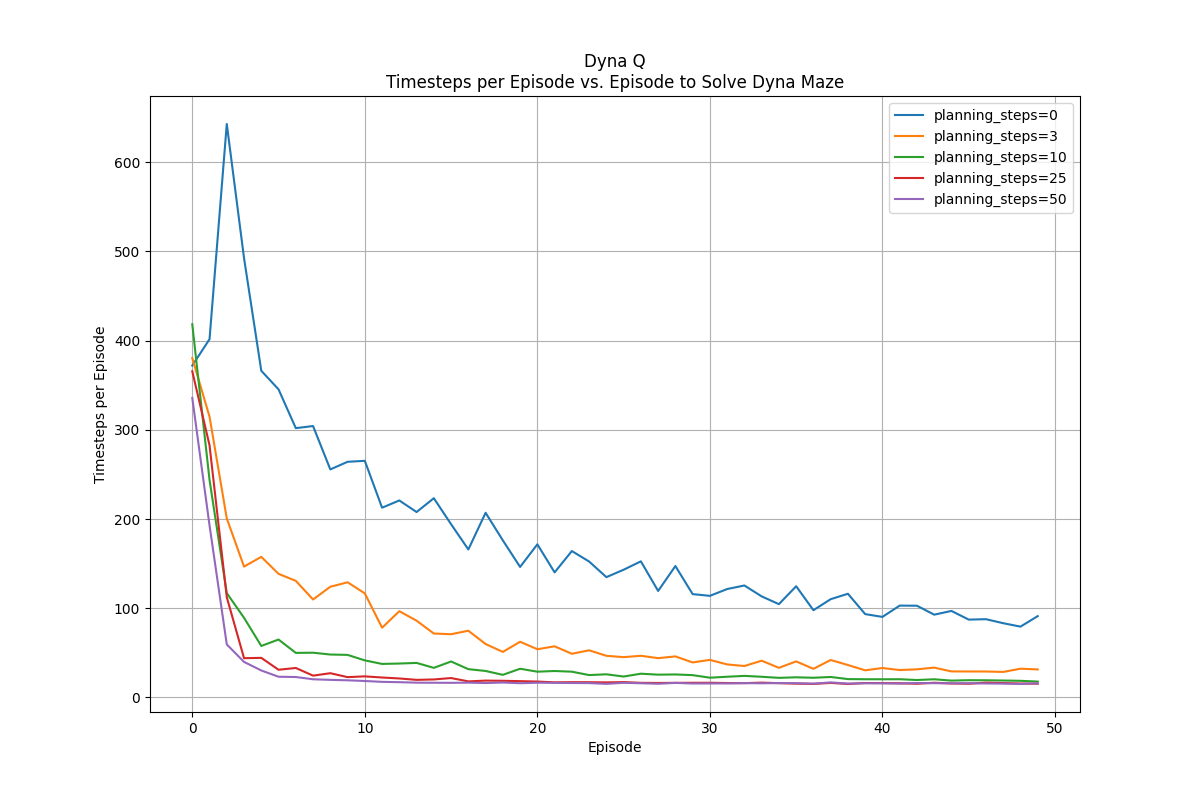 Dyna Q
Timesteps per Episode vs. Episode to Solve Dyna Maze
planning_steps=0
planning_steps=3
planning_steps=10
planning_steps=25
planning_steps=50
Timesteps per Episode
600
500
400
300
200
100
0
0 10 20 30 40 50
Episode